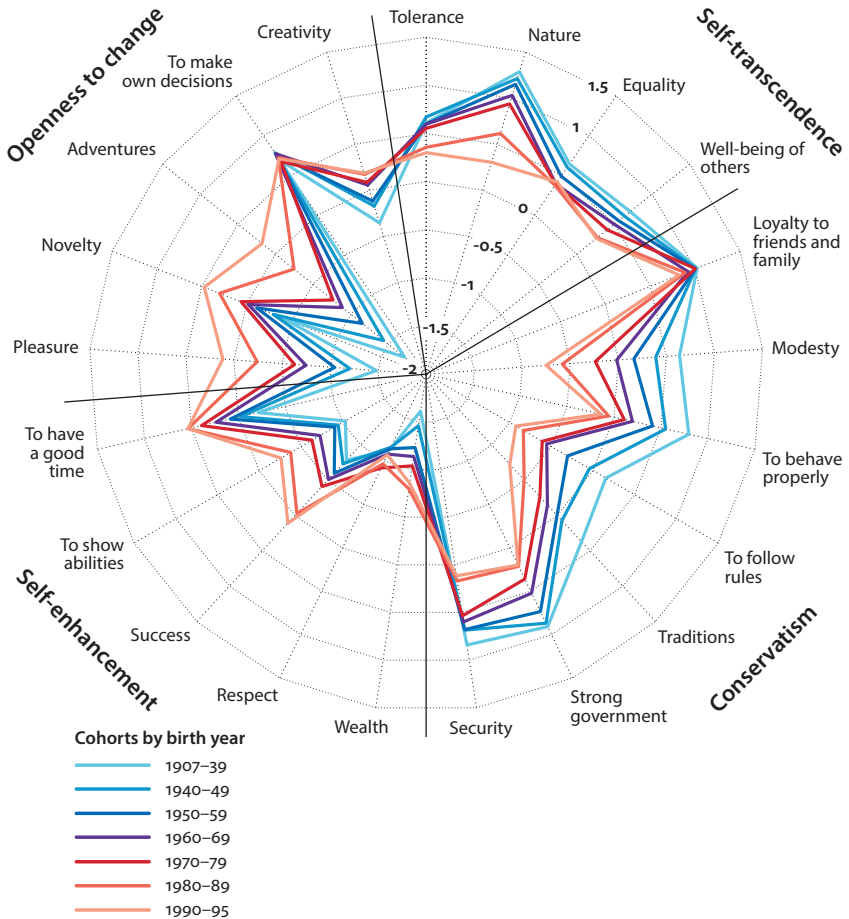 Openness to change
Self-transcendence
Tolerance
Creativity
Nature
To make
own decisions
Equality
Adventures
Well-being of
others
Novelty
Loyalty to
friends and
family
Pleasure
Modesty
To have
a good
time
To behave
properly
To show
abilities
To follow
rules
Success
Traditions
Respect
Strong
government
Wealth
Security
Self-enhancement
Conservatism
1.5
1
0
-0.5
-1
-1.5
-2
Cohorts by birth year
1907–39
1940–49
1950–59
1960–69
1970–79
1980–89
1990–95